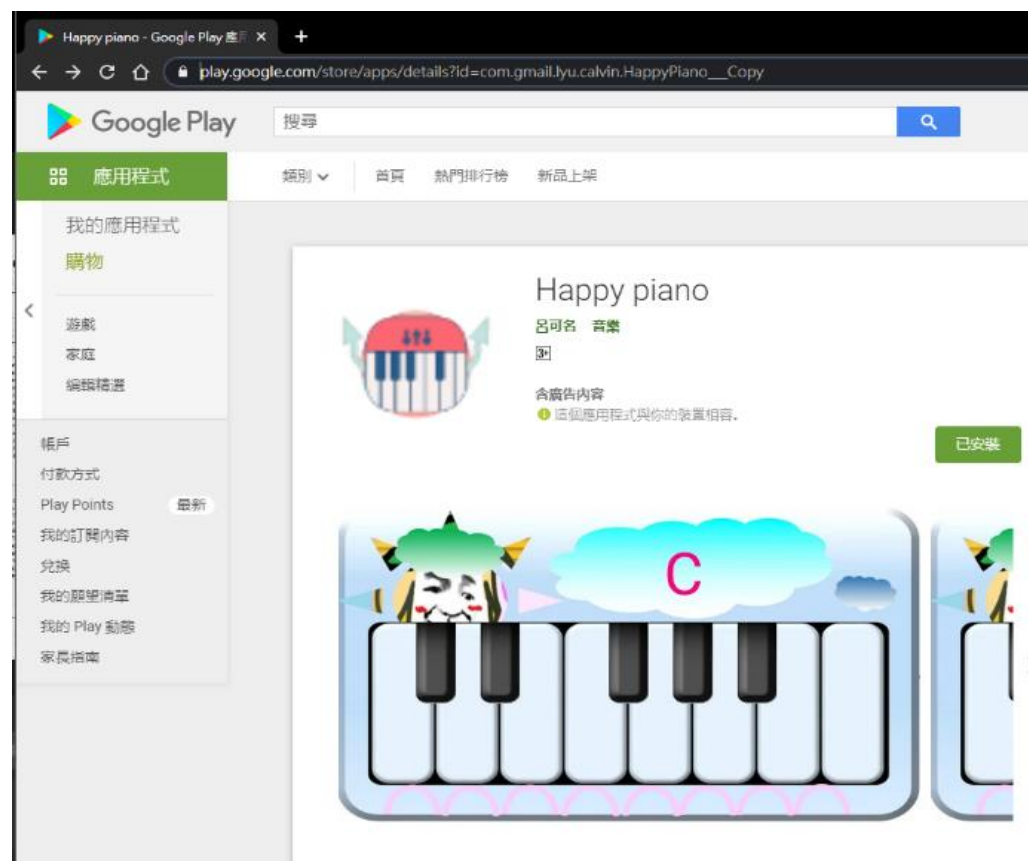 Happy piano - Google Play 應
play.google.com/store/apps/details?id=com.gmail.lyu.calvin.HappyPiano__Copy
Google Play
搜尋
應用程式
類別
首頁
熱門排行榜
新品上架
我的應用程式
購物
遊戲
家庭
編輯精選
帳戶
付款方式
Play Points
最新
我的訂閱內容
兌換
我的願望清單
我的 Play 動態
家長指南
Happy piano
呂可名 音樂
3+
含廣告內容
這個應用程式與你的裝置相容。
已安裝
C